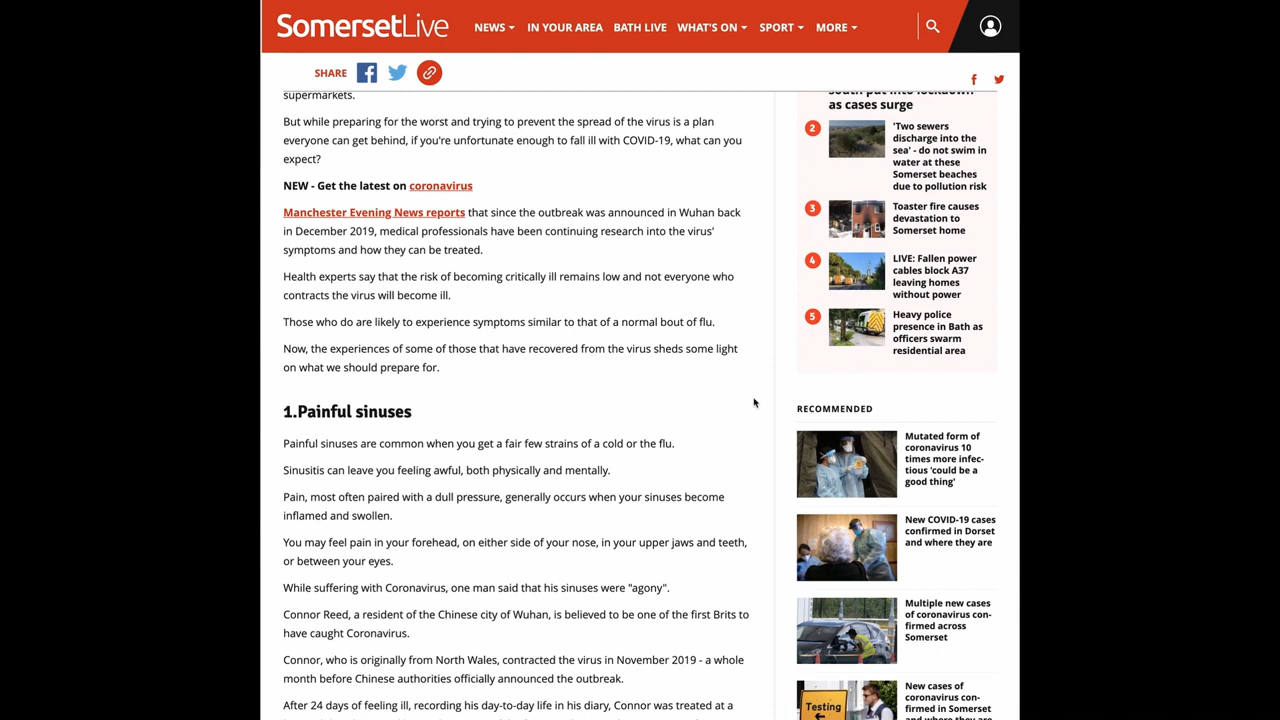 SomersetLive
NEWS
IN YOUR AREA
BATH LIVE
WHAT'S ON
SPORT
MORE
SHARE
supermarkets.
But while preparing for the worst and trying to prevent the spread of the virus is a plan
everyone can get behind, if you're unfortunate enough to fall ill with COVID-19, what can you
expect?
NEW - Get the latest on coronavirus
Manchester Evening News reports that since the outbreak was announced in Wuhan back
in December 2019, medical professionals have been continuing research into the virus'
symptoms and how they can be treated.
Health experts say that the risk of becoming critically ill remains low and not everyone who
contracts the virus will become ill.
Those who do are likely to experience symptoms similar to that of a normal bout of flu.
Now, the experiences of some of those that have recovered from the virus sheds some light
on what we should prepare for.
1.Painful sinuses
Painful sinuses are common when you get a fair few strains of a cold or the flu.
Sinusitis can leave you feeling awful, both physically and mentally.
Pain, most often paired with a dull pressure, generally occurs when your sinuses become
inflamed and swollen.
You may feel pain in your forehead, on either side of your nose, in your upper jaws and teeth,
or between your eyes.
While suffering with Coronavirus, one man said that his sinuses were "agony".
Connor Reed, a resident of the Chinese city of Wuhan, is believed to be one of the first Brits to
have caught Coronavirus.
Connor, who is originally from North Wales, contracted the virus in November 2019 - a whole
month before Chinese authorities officially announced the outbreak.
After 24 days of feeling ill, recording his day-to-day life in his diary, Connor was treated at a
south put into lockdown
as cases surge
2
'Two sewers
discharge into the
sea' - do not swim in
water at these
Somerset beaches
due to pollution risk
3
Toaster fire causes
devastation to
Somerset home
4
LIVE: Fallen power
cables block A37
leaving homes
without power
5
Heavy police
presence in Bath as
officers swarm
residential area
RECOMMENDED
Mutated form of
coronavirus 10
times more infec-
tious 'could be a
good thing'
New COVID-19 cases
confirmed in Dorset
and where they are
Multiple new cases
of coronavirus con-
firmed across
Somerset
Testing
New cases of
coronavirus con-
firmed in Somerset
and where they are